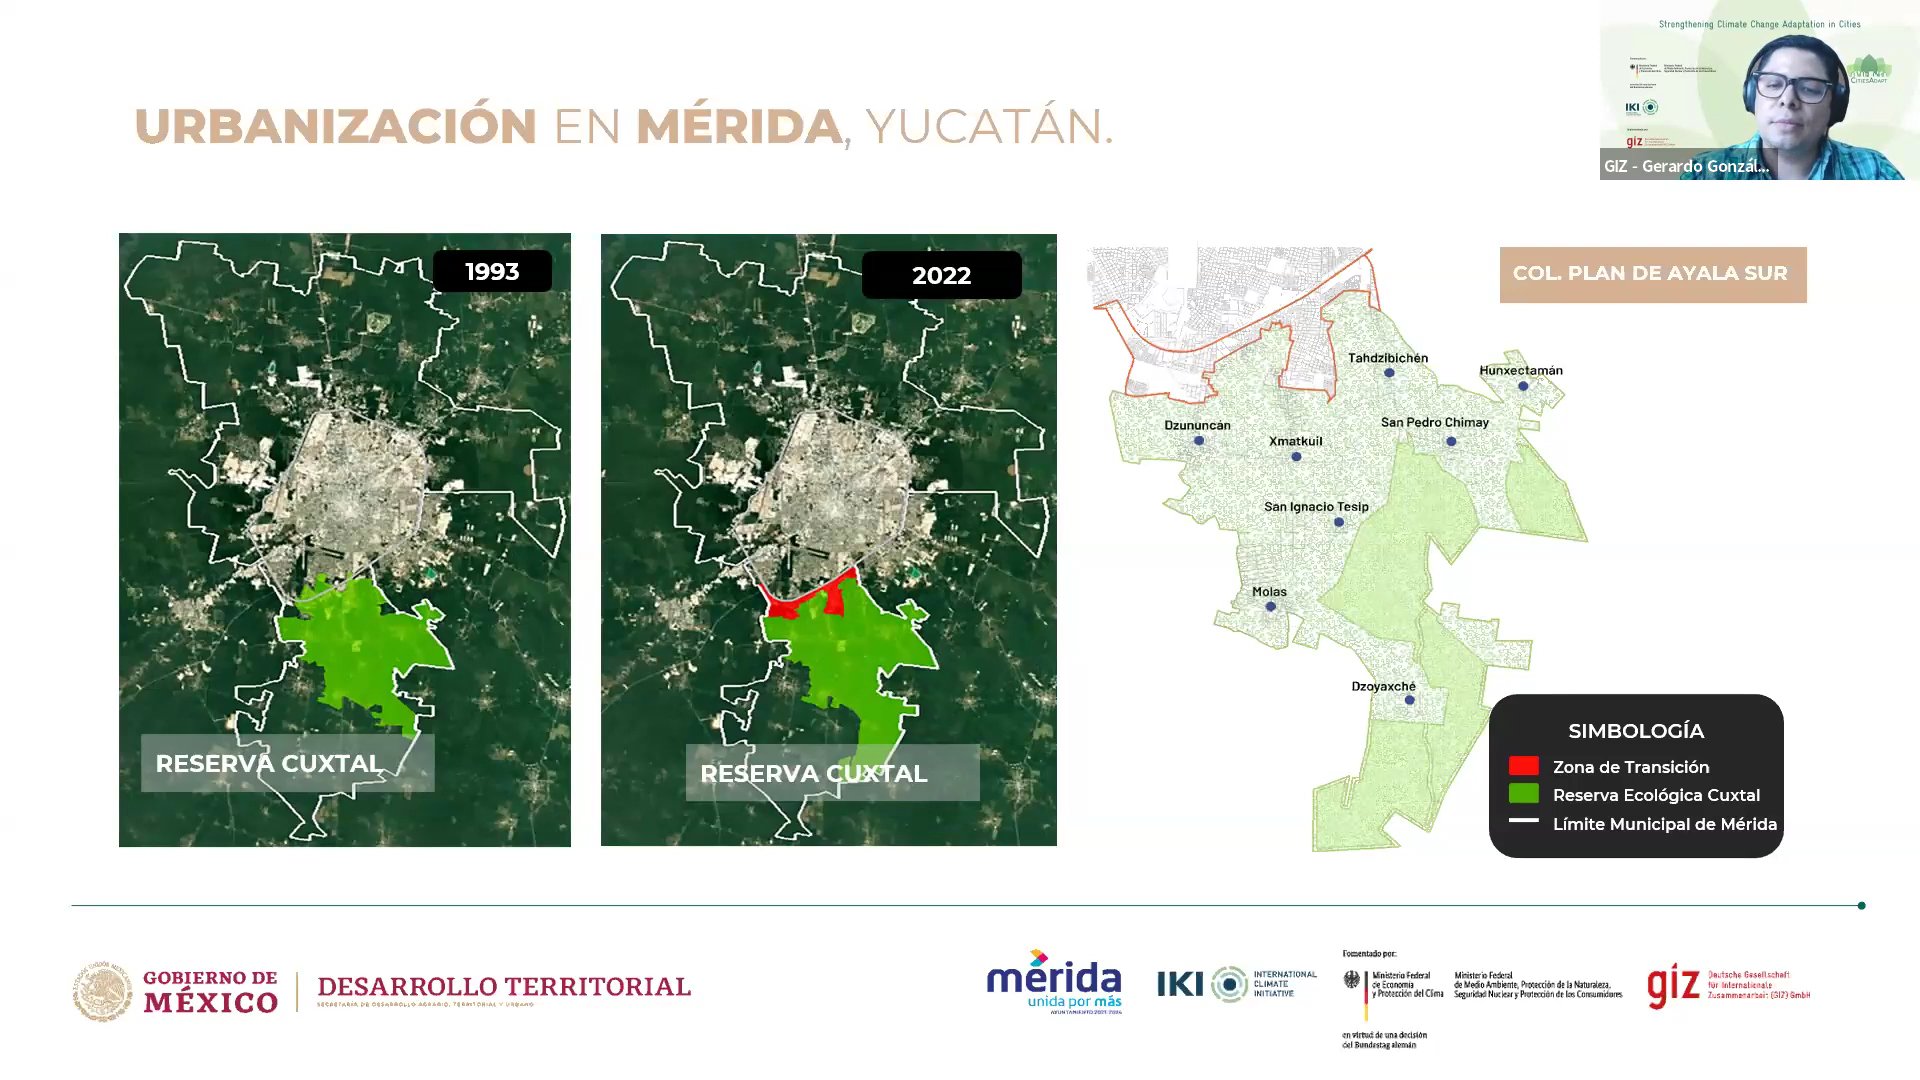 Strengthening Climate Change Adaptation in Cities
CITIESADAPT
IKI
giz
GIZ - Gerardo Gonzál...
URBANIZACIÓN EN MÉRIDA, YUCATÁN.
1993
RESERVA CUXTAL
2022
RESERVA CUXTAL
COL. PLAN DE AYALA SUR
Tahdzibichén
Hunxectamán
Dzununcán
San Pedro Chimay
Xmatkuil
San Ignacio Tesip
Molas
Dzoyaxché
SIMBOLOGÍA
Zona de Transición
Reserva Ecológica Cuxtal
Límite Municipal de Mérida
GOBIERNO DE
MÉXICO
DESARROLLO TERRITORIAL
SECRETARÍA DE DESARROLLO AGRARIO, TERRITORIAL Y URBANO
mérida
unida por más
AYUNTAMIENTO 2021-2024
IKI
INTERNATIONAL
CLIMATE
INITIATIVE
Fomentado por:
Ministerio Federal
de Economía
y Protección del Clima
Ministerio Federal
de Medio Ambiente, Protección de la Naturaleza,
Seguridad Nuclear y Protección de los Consumidores
en virtud de una decisión
del Bundestag alemán
giz
Deutsche Gesellschaft
für Internationale
Zusammenarbeit (GIZ) GmbH